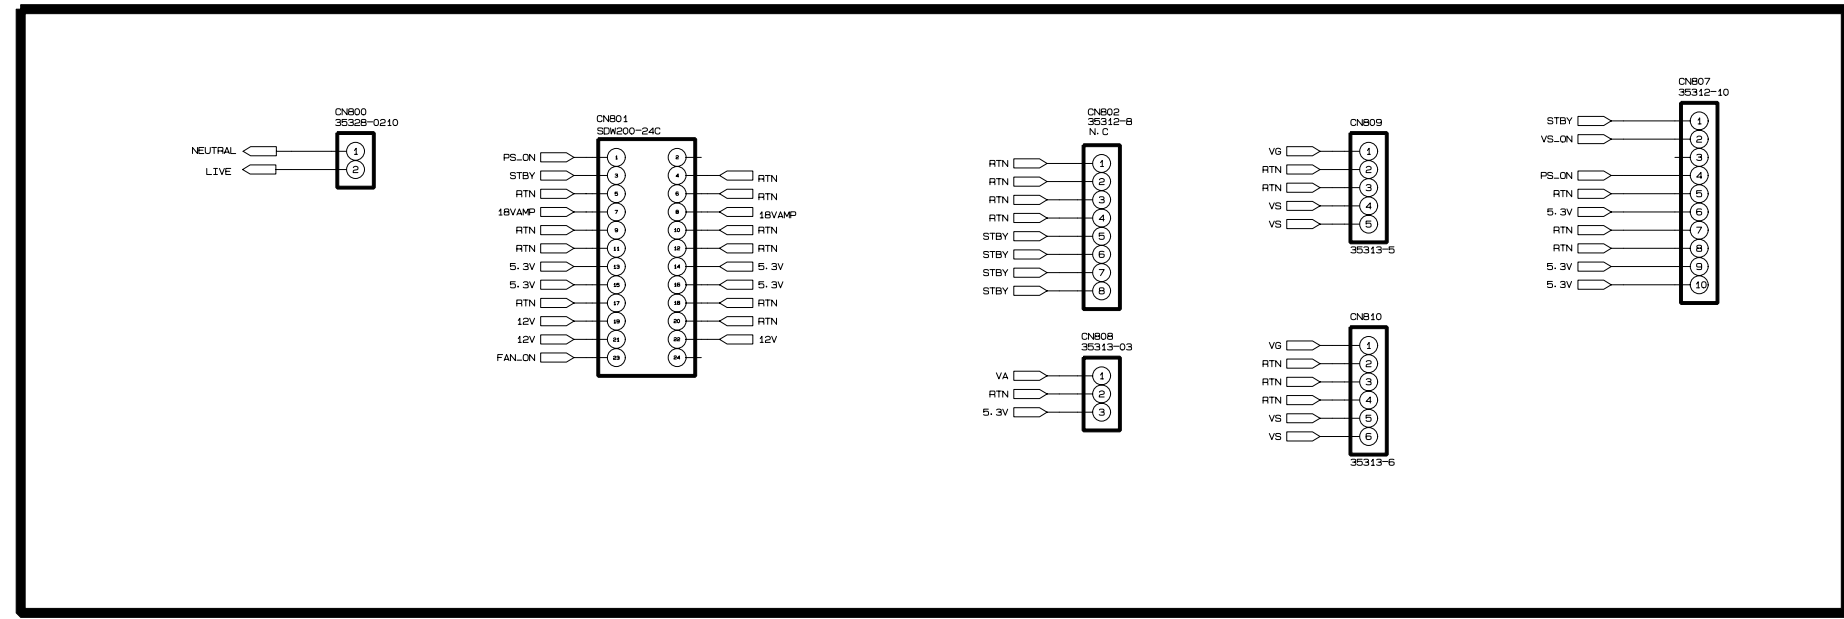 CN800
35328-0210
NEUTRAL 1
LIVE 2
CN801
SDW200-24C
PS_ON 1 2
STBY 3 4 RTN
RTN 5 6 RTN
18VAMP 7 8 18VAMP
RTN 9 10 RTN
RTN 11 12 RTN
5.3V 13 14 5.3V
5.3V 15 16 5.3V
RTN 17 18 RTN
12V 19 20 RTN
12V 21 22 12V
FAN_ON 23 24
CN802
35312-8
N.C
RTN 1
RTN 2
RTN 3
RTN 4
STBY 5
STBY 6
STBY 7
STBY 8
CN808
35313-03
VA 1
RTN 2
5.3V 3
CN809
VG 1
RTN 2
RTN 3
VS 4
VS 5
35313-5
CN810
VG 1
RTN 2
RTN 3
RTN 4
VS 5
VS 6
35313-6
CN807
35312-10
STBY 1
VS_ON 2
3
PS_ON 4
RTN 5
5.3V 6
RTN 7
RTN 8
5.3V 9
5.3V 10